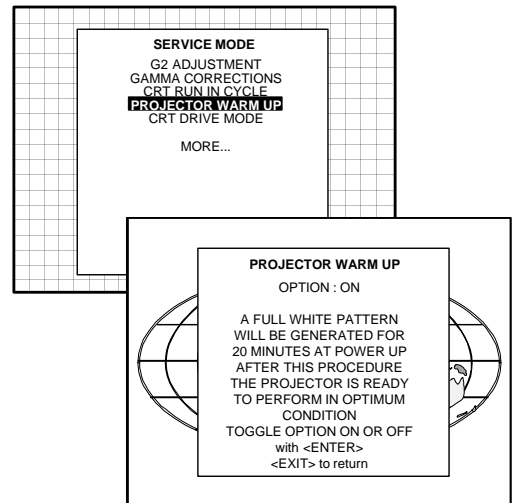 SERVICE MODE
G2 ADJUSTMENT
GAMMA CORRECTIONS
CRT RUN IN CYCLE
PROJECTOR WARM UP
CRT DRIVE MODE
MORE...
PROJECTOR WARM UP
OPTION : ON
A FULL WHITE PATTERN
WILL BE GENERATED FOR
20 MINUTES AT POWER UP
AFTER THIS PROCEDURE
THE PROJECTOR IS READY
TO PERFORM IN OPTIMUM
CONDITION
TOGGLE OPTION ON OR OFF
with <ENTER>
<EXIT> to return